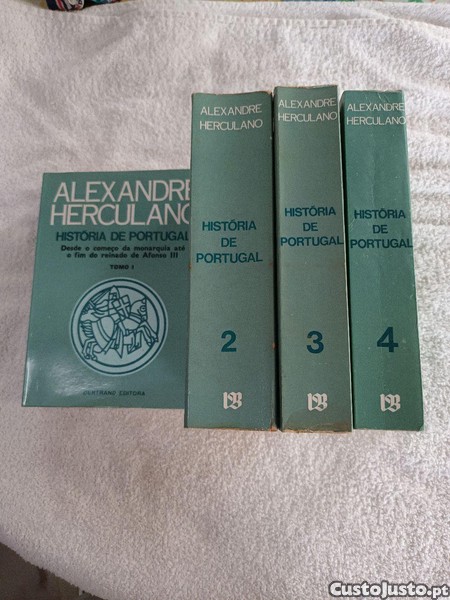 ALEXANDRE
HERCULANO
HISTÓRIA DE PORTUGAL
Desde o começo da monarquia até
o fim do reinado de Afonso III
TOMO I
BERTRAND EDITORA
ALEXANDRE
HERCULANO
HISTÓRIA
DE
PORTUGAL
2
ALEXANDRE
HERCULANO
HISTÓRIA
DE
PORTUGAL
3
ALEXANDRE
HERCULANO
HISTÓRIA
DE
PORTUGAL
4
CustoJusto.pt